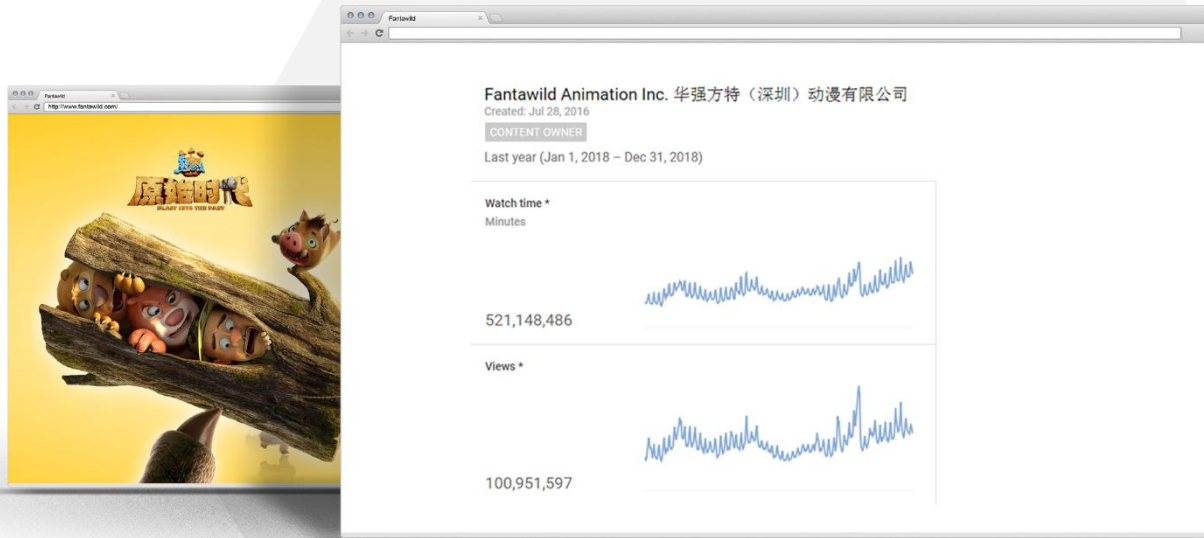 Fantawild
http://www.fantawild.com/
原始时代
BLAST INTO THE PAST
Fantawild
Fantawild Animation Inc. 华强方特（深圳）动漫有限公司
Created: Jul 28, 2016
CONTENT OWNER
Last year (Jan 1, 2018 – Dec 31, 2018)
Watch time *
Minutes
521,148,486
Views *
100,951,597